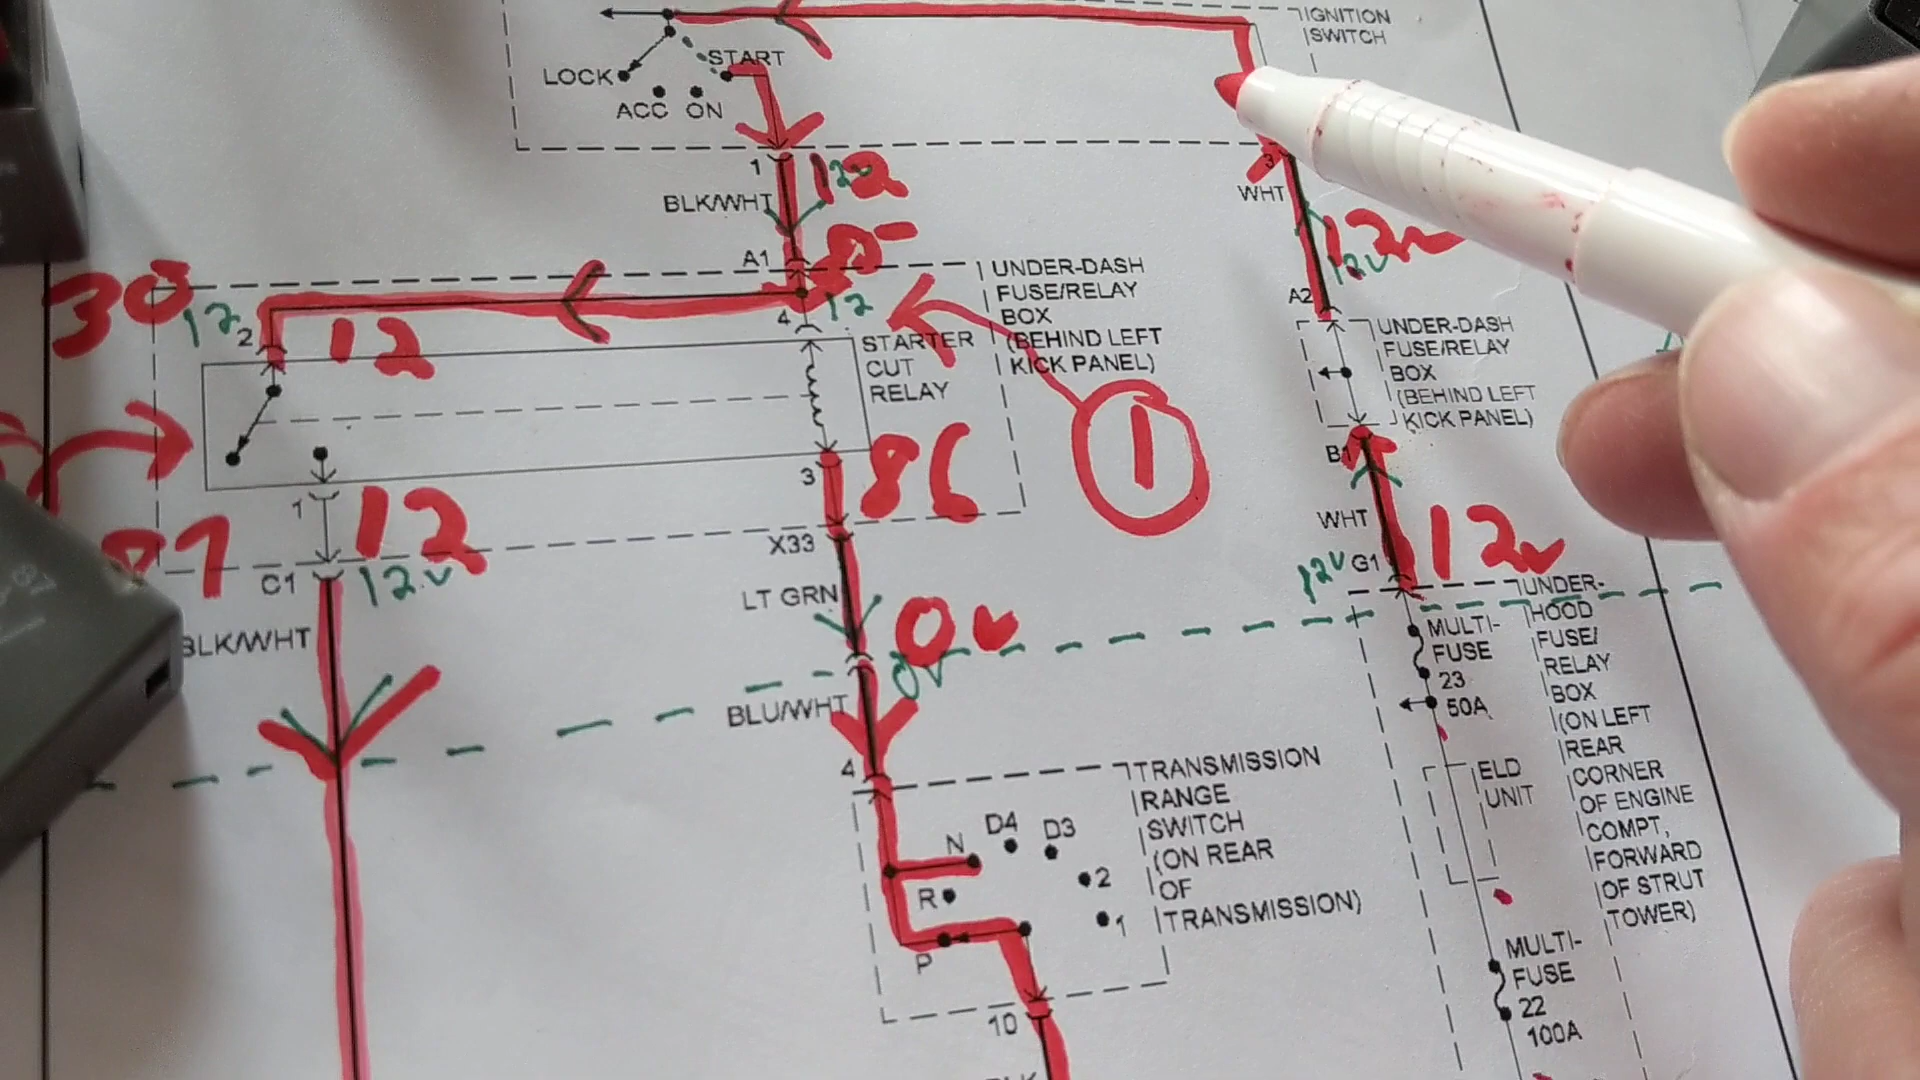 IGNITION
SWITCH
START
LOCK
ACC ON
1
12v
12
BLK/WHT
3
WHT
12v
12v
A1
85
A2
UNDER-DASH
FUSE/RELAY
BOX
(BEHIND LEFT
KICK PANEL)
30
12
2
12
4
12
STARTER
CUT
RELAY
UNDER-DASH
FUSE/RELAY
BOX
(BEHIND LEFT
KICK PANEL)
1
B1
3
86
1
12
WHT
12v
87
X33
12v
G1
C1
12.v
LT GRN
0v
0v
BLK/WHT
BLU/WHT
UNDER-
HOOD
FUSE/
RELAY
BOX
(ON LEFT
REAR
CORNER
OF ENGINE
COMPT,
FORWARD
OF STRUT
TOWER)
MULTI-
FUSE
23
50A
ELD
UNIT
MULTI-
FUSE
22
100A
4
TRANSMISSION
RANGE
SWITCH
(ON REAR
OF
TRANSMISSION)
N
D4
D3
2
R
1
P
10
87